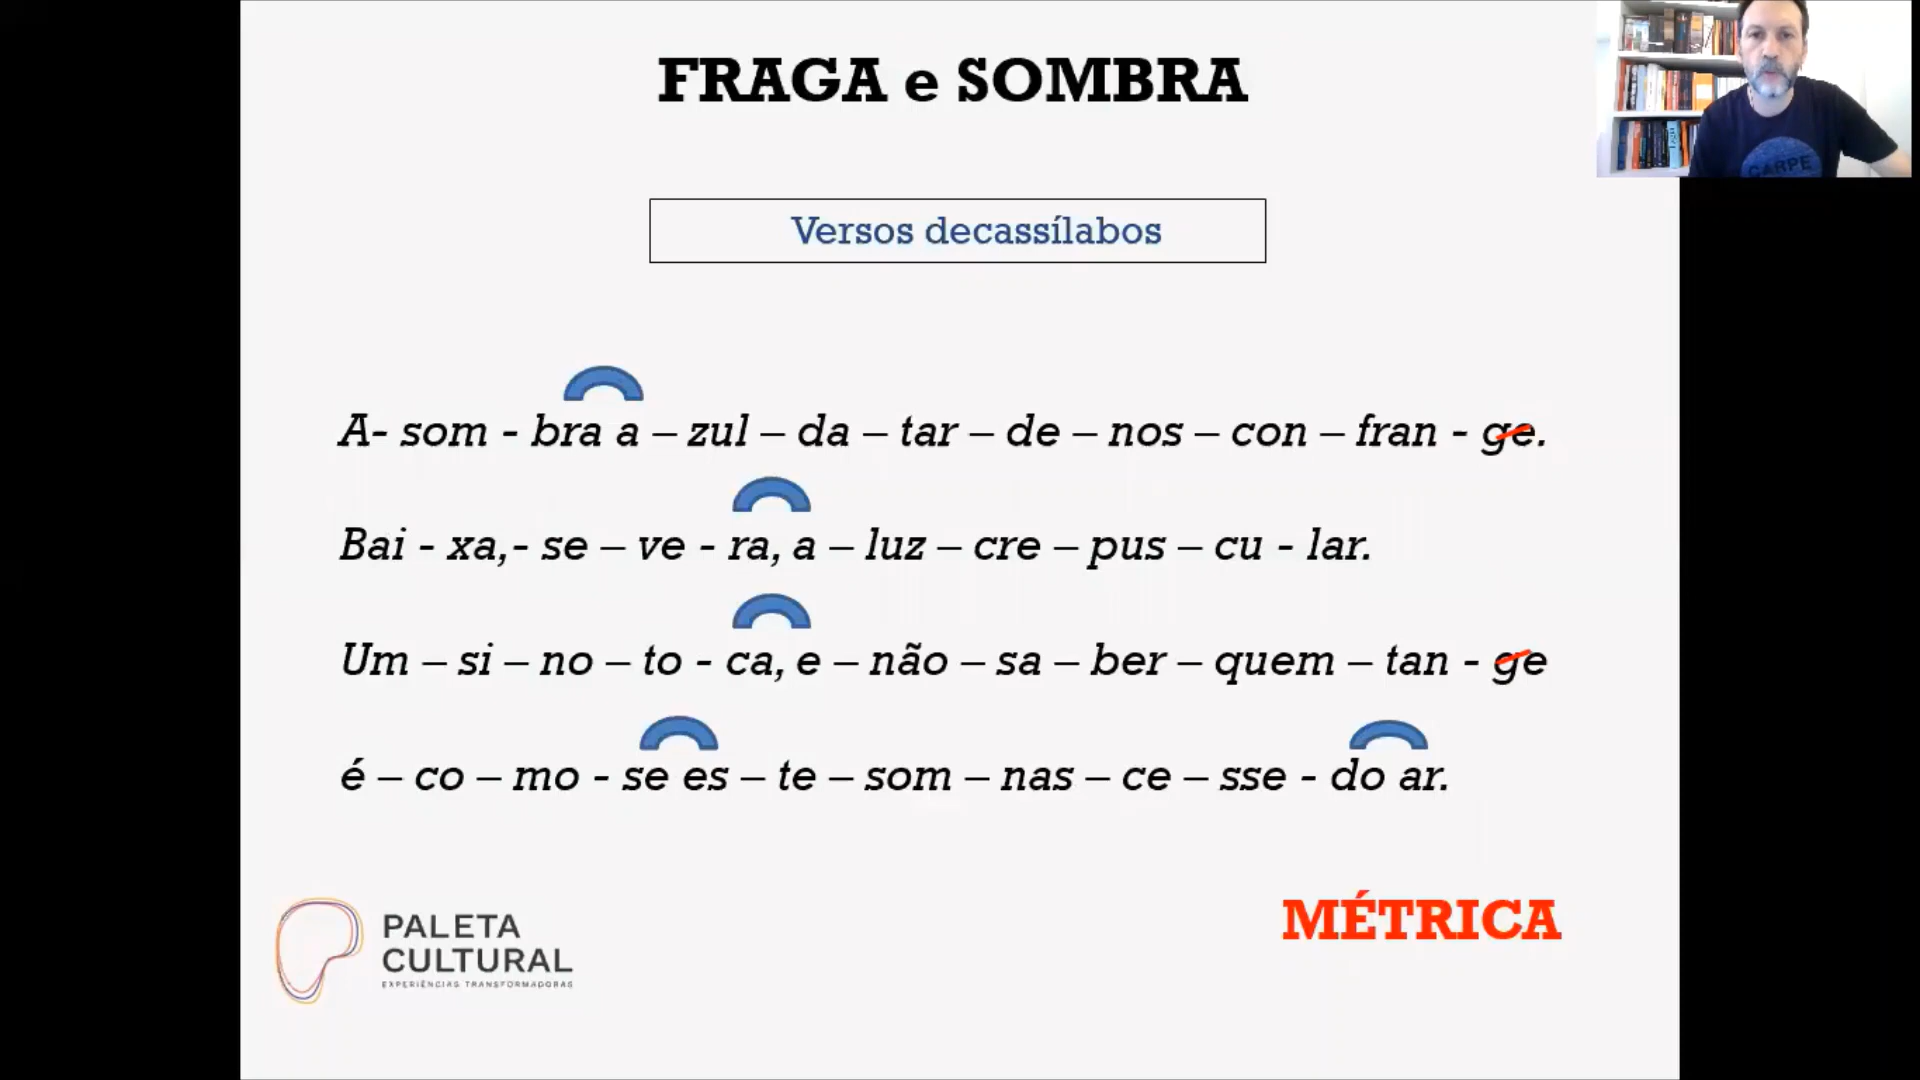 FRAGA e SOMBRA
CARPE
Versos decassílabos
A- som - bra a – zul – da – tar – de – nos – con – fran - ge.
Bai - xa,- se – ve - ra, a – luz – cre – pus – cu - lar.
Um – si – no – to - ca, e – não – sa – ber – quem – tan - ge
é – co – mo - se es – te – som – nas – ce – sse - do ar.
MÉTRICA
PALETA
CULTURAL
EXPERIÊNCIAS TRANSFORMADORAS